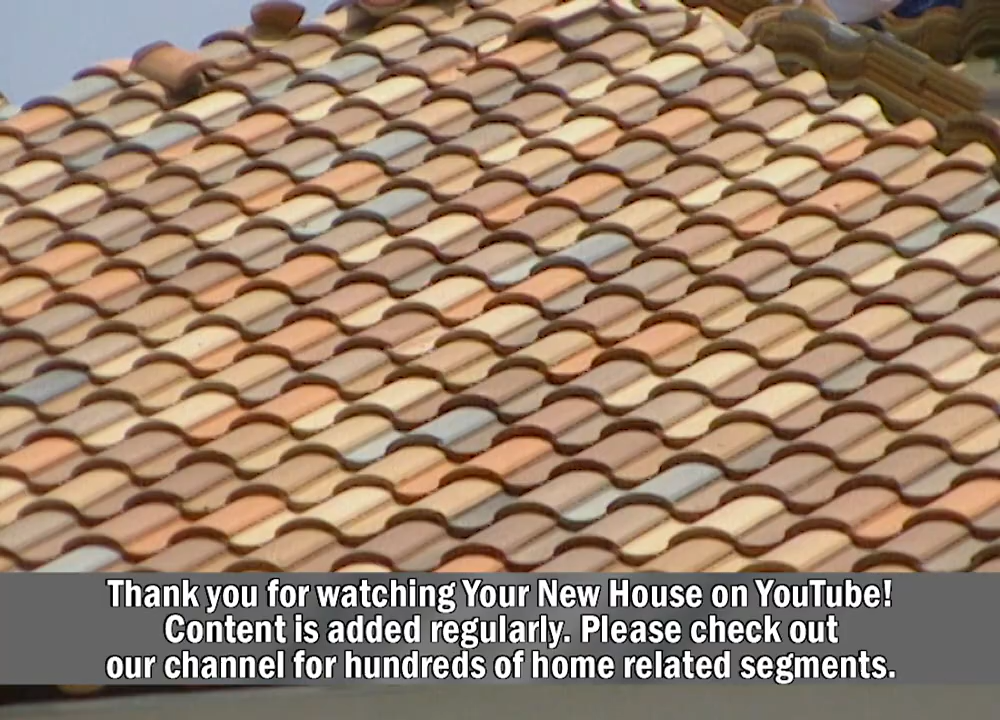 Thank you for watching Your New House on YouTube!
Content is added regularly. Please check out
our channel for hundreds of home related segments.